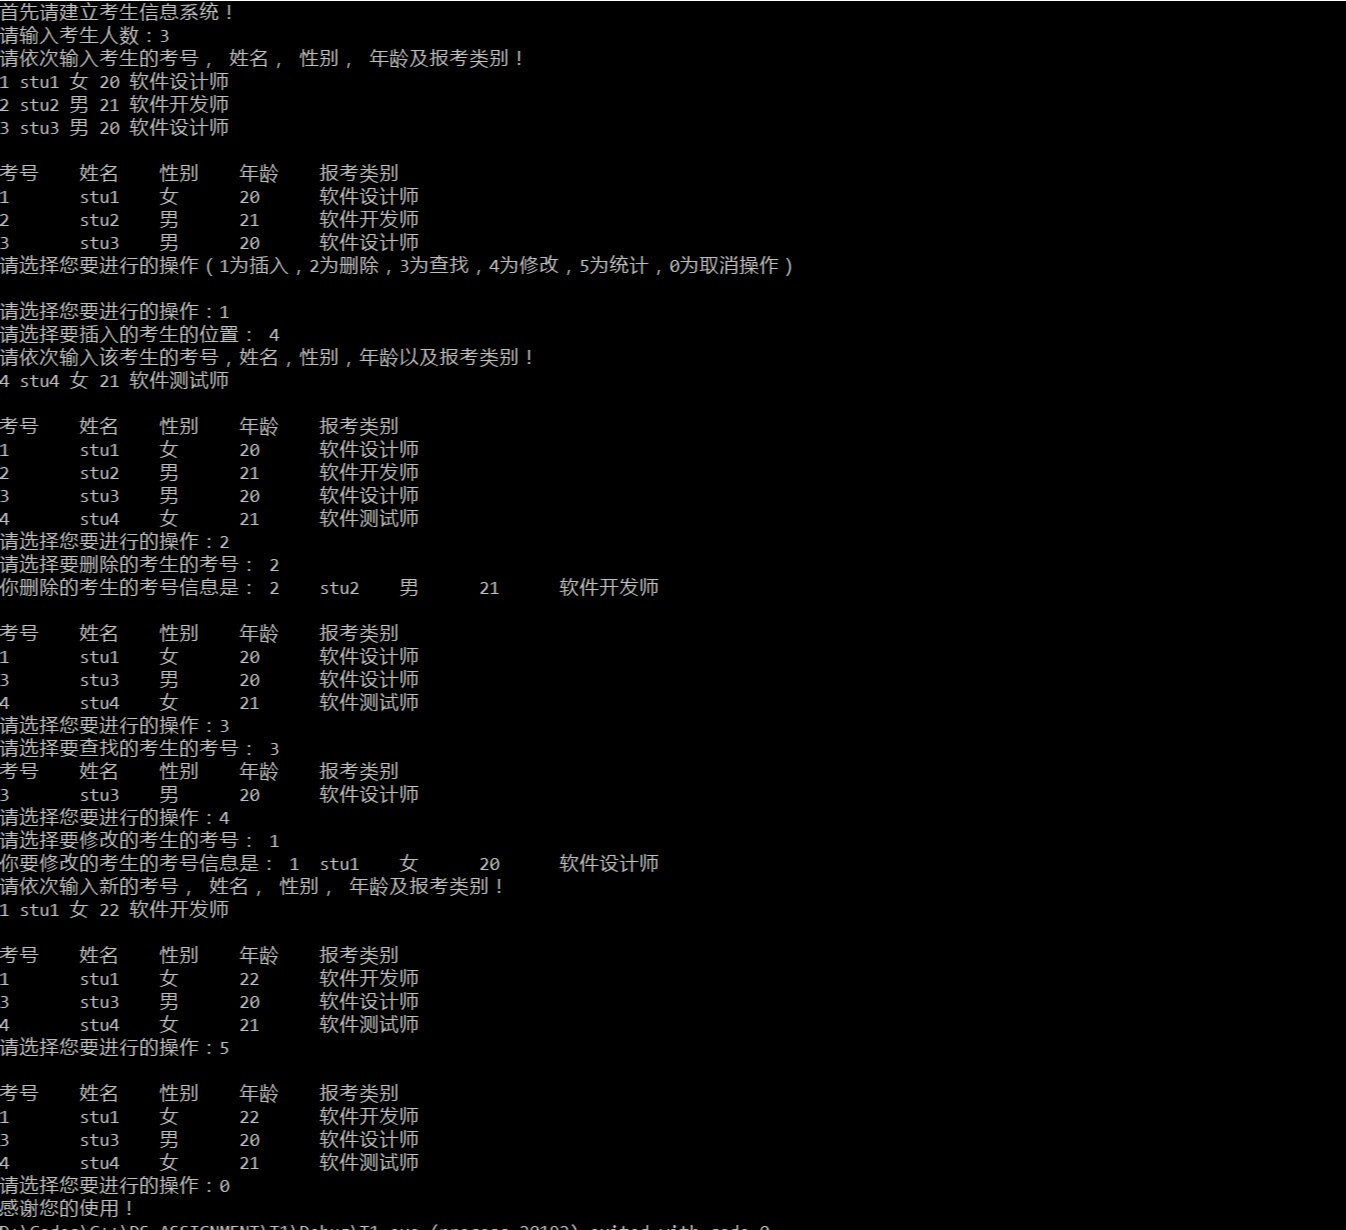 首先请建立考生信息系统！
请输入考生人数：3
请依次输入考生的考号， 姓名， 性别， 年龄及报考类别！
1 stu1 女 20 软件设计师
2 stu2 男 21 软件开发师
3 stu3 男 20 软件设计师
考号 姓名 性别 年龄 报考类别
1 stu1 女 20 软件设计师
2 stu2 男 21 软件开发师
3 stu3 男 20 软件设计师
请选择您要进行的操作（1为插入，2为删除，3为查找，4为修改，5为统计，0为取消操作）
请选择您要进行的操作：1
请选择要插入的考生的位置： 4
请依次输入该考生的考号，姓名，性别，年龄以及报考类别！
4 stu4 女 21 软件测试师
考号 姓名 性别 年龄 报考类别
1 stu1 女 20 软件设计师
2 stu2 男 21 软件开发师
3 stu3 男 20 软件设计师
4 stu4 女 21 软件测试师
请选择您要进行的操作：2
请选择要删除的考生的考号： 2
你删除的考生的考号信息是： 2 stu2 男 21 软件开发师
考号 姓名 性别 年龄 报考类别
1 stu1 女 20 软件设计师
3 stu3 男 20 软件设计师
4 stu4 女 21 软件测试师
请选择您要进行的操作：3
请选择要查找的考生的考号： 3
考号 姓名 性别 年龄 报考类别
3 stu3 男 20 软件设计师
请选择您要进行的操作：4
请选择要修改的考生的考号： 1
你要修改的考生的考号信息是： 1 stu1 女 20 软件设计师
请依次输入新的考号， 姓名， 性别， 年龄及报考类别！
1 stu1 女 22 软件开发师
考号 姓名 性别 年龄 报考类别
1 stu1 女 22 软件开发师
3 stu3 男 20 软件设计师
4 stu4 女 21 软件测试师
请选择您要进行的操作：5
考号 姓名 性别 年龄 报考类别
1 stu1 女 22 软件开发师
3 stu3 男 20 软件设计师
4 stu4 女 21 软件测试师
请选择您要进行的操作：0
感谢您的使用！